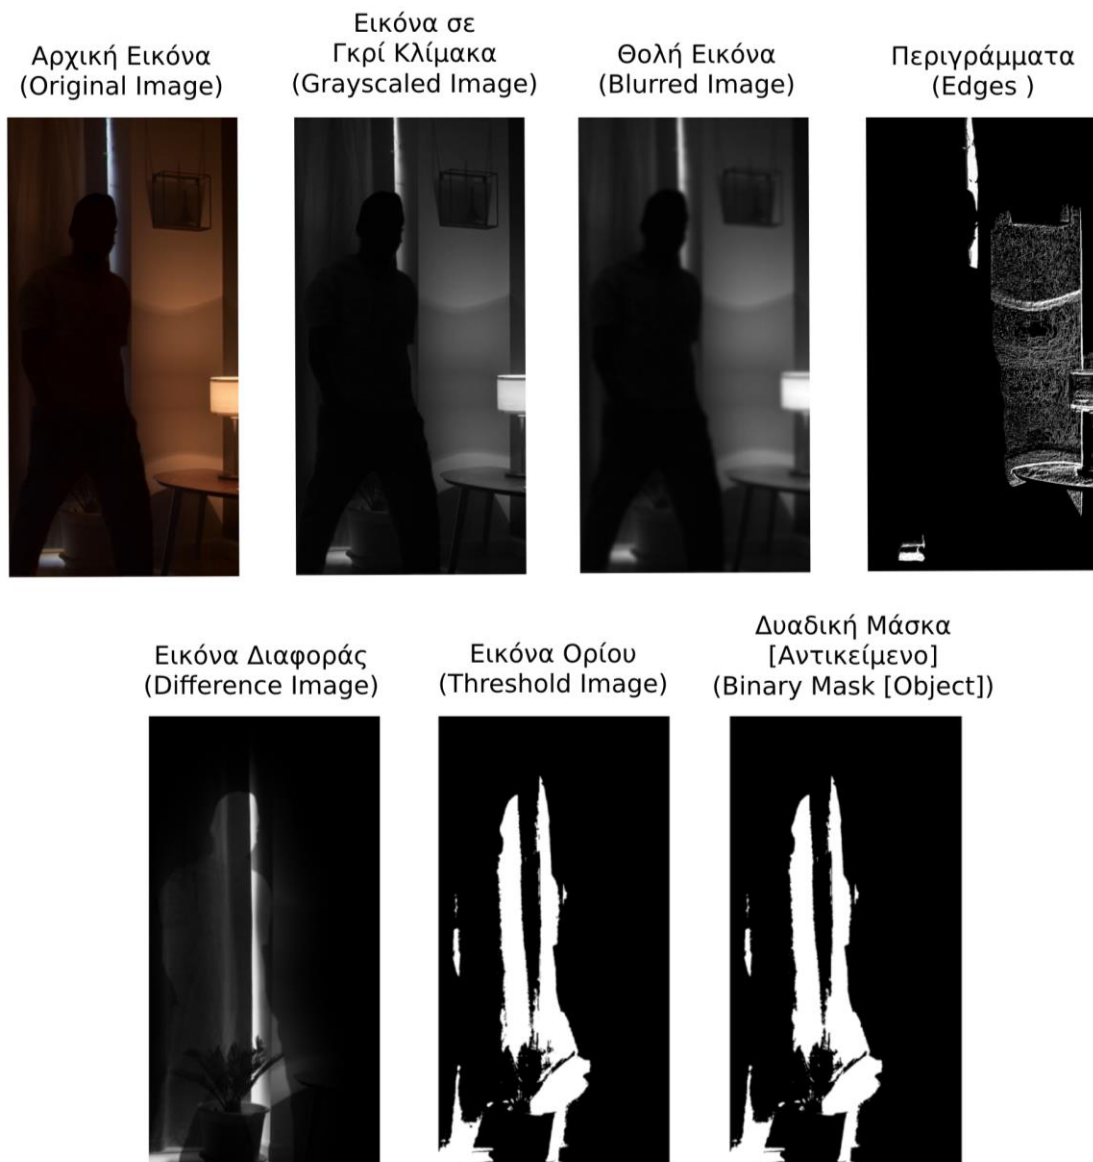 Αρχική Εικόνα
(Original Image)
Εικόνα σε
Γκρί Κλίμακα
(Grayscaled Image)
Θολή Εικόνα
(Blurred Image)
Περιγράμματα
(Edges )
Εικόνα Διαφοράς
(Difference Image)
Εικόνα Ορίου
(Threshold Image)
Δυαδική Μάσκα
[Αντικείμενο]
(Binary Mask [Object])